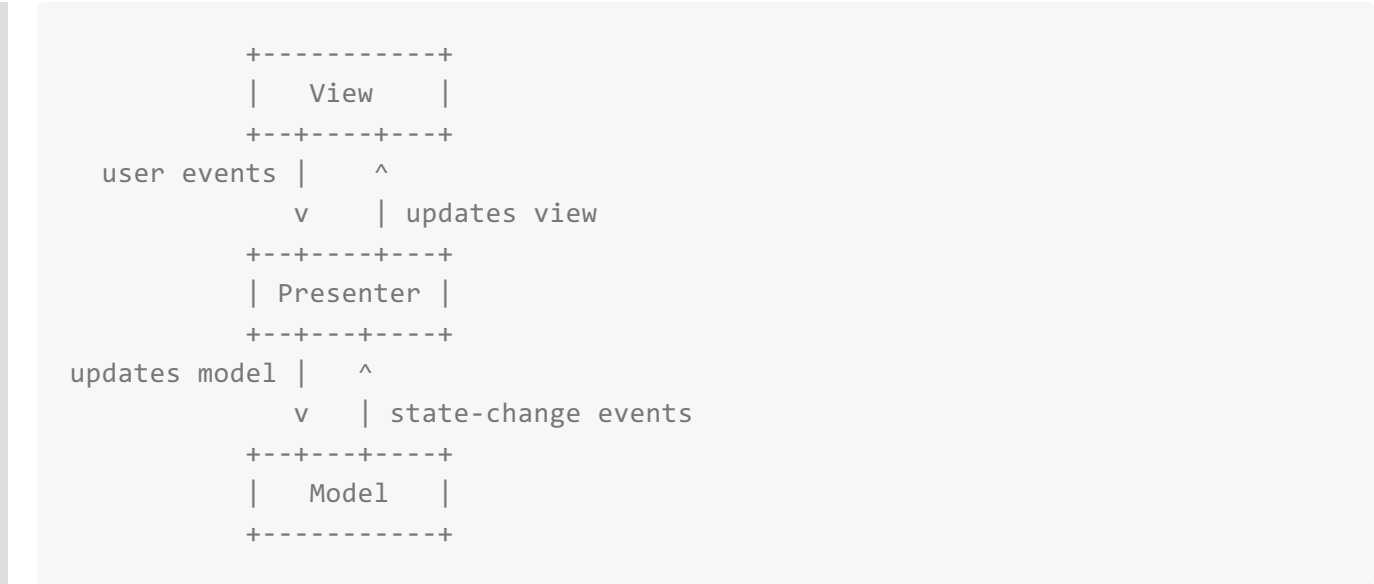 +-----------+
|   View    |
+--+----+---+
user events |    ^
v    | updates view
+--+----+---+
| Presenter |
+--+---+----+
updates model |   ^
v   | state-change events
+--+---+----+
|   Model   |
+-----------+